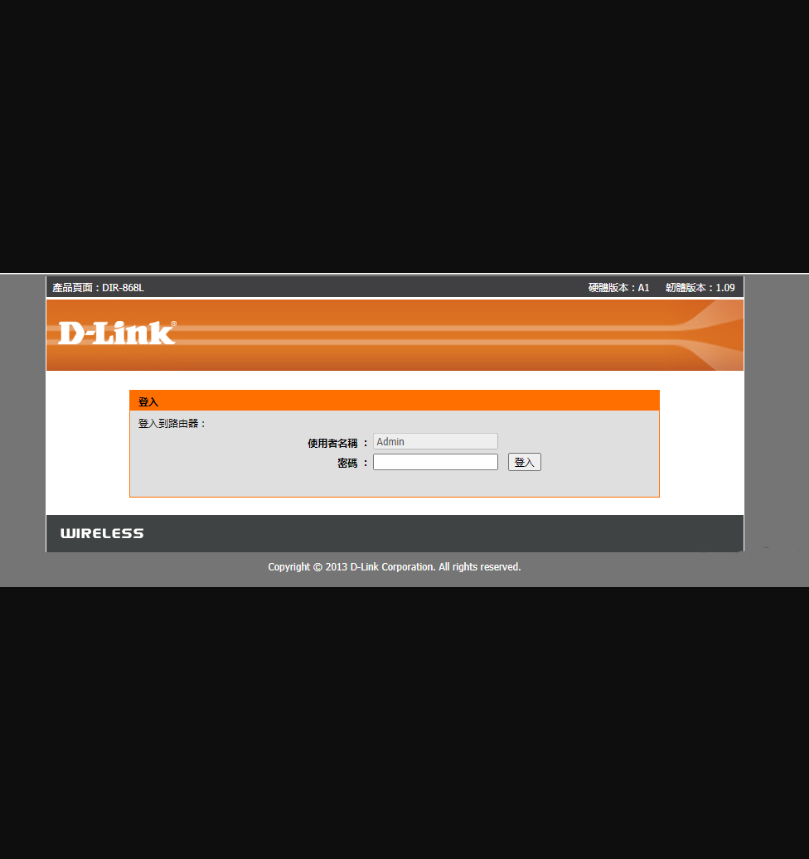 產品頁面：DIR-868L 硬體版本：A1 韌體版本：1.09
D-Link®
登入
登入到路由器：
使用者名稱 ： Admin
密碼 ： 登入
WIRELESS
Copyright © 2013 D-Link Corporation. All rights reserved.